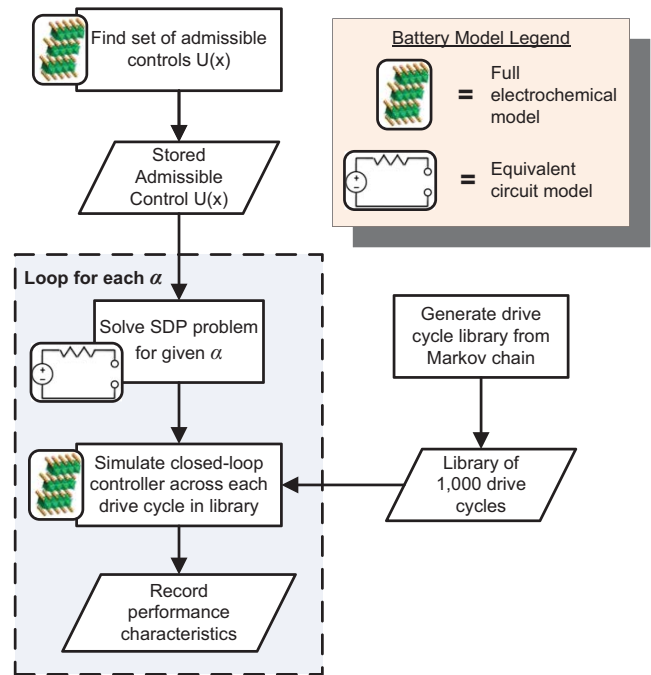 Find set of admissible
controls U(x)
Battery Model Legend
=
Full
electrochemical
model
=
Equivalent
circuit model
Stored
Admissible
Control U(x)
Loop for each α
Solve SDP problem
for given α
Generate drive
cycle library from
Markov chain
Simulate closed-loop
controller across each
drive cycle in library
Library of
1,000 drive
cycles
Record
performance
characteristics